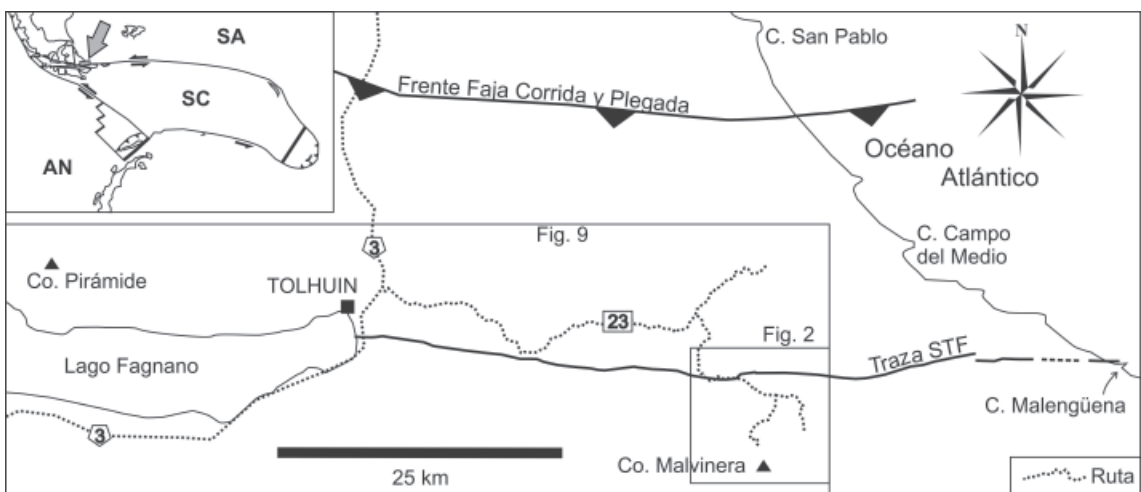 SA
SC
AN
C. San Pablo
N
Frente Faja Corrida y Plegada
Océano
Atlántico
Fig. 9
C. Campo
del Medio
3
Co. Pirámide
TOLHUIN
23
Fig. 2
Lago Fagnano
Traza STF
C. Malengüena
3
25 km
Co. Malvinera
Ruta